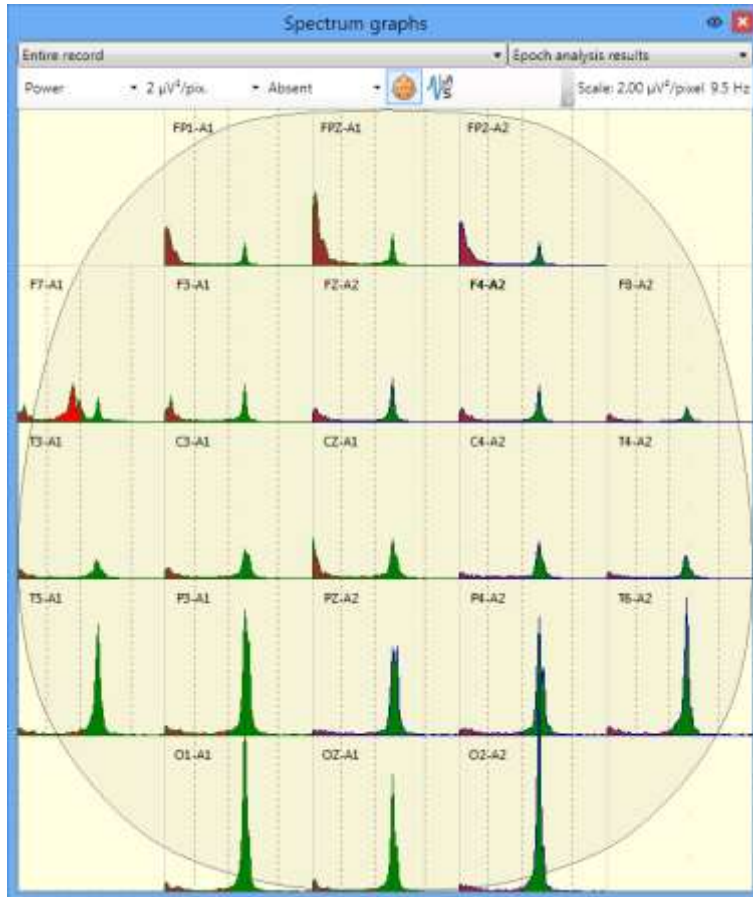 Spectrum graphs
Entire record Epoch analysis results
Power 2 µV²/pix. Absent Scale: 2.00 µV²/pixel 9.5 Hz
FP1-A1 FPZ-A1 FP2-A2
F7-A1 F3-A1 FZ-A2 F4-A2 F8-A2
T3-A1 C3-A1 CZ-A1 C4-A2 T4-A2
T5-A1 P3-A1 PZ-A2 P4-A2 T6-A2
O1-A1 OZ-A1 O2-A2